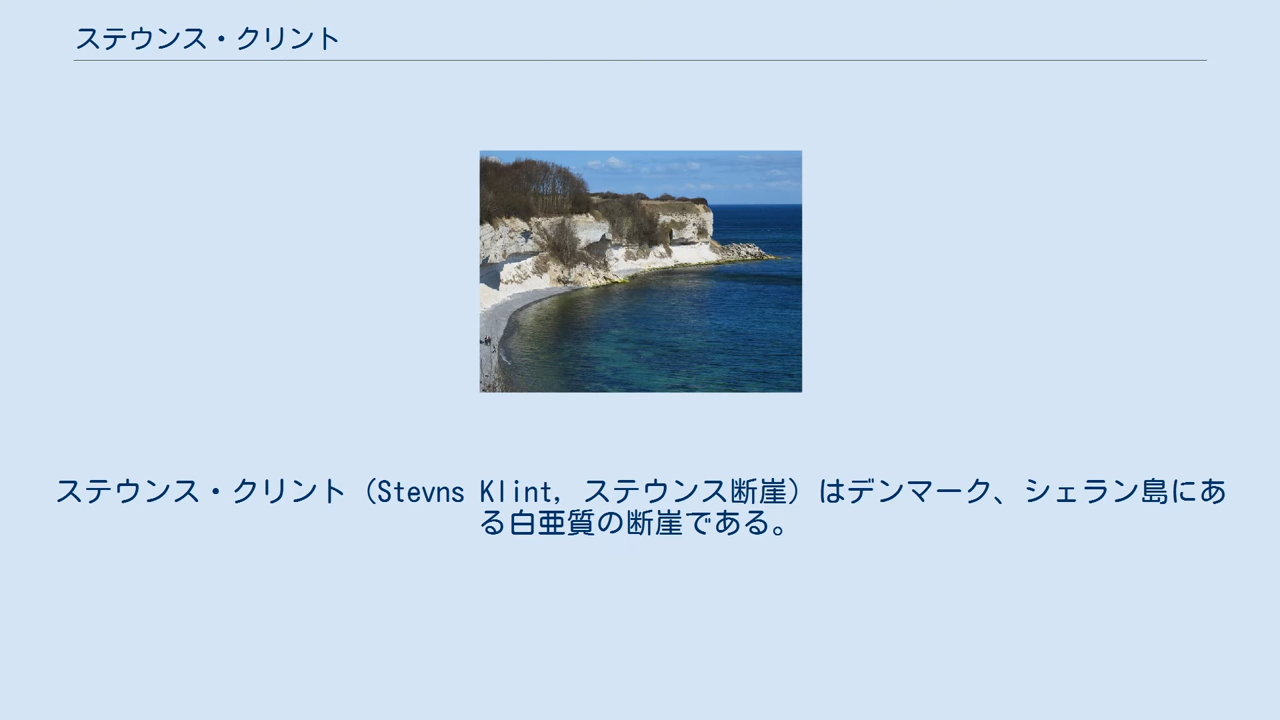 ステウンス・クリント
ステウンス・クリント（Stevns Klint, ステウンス断崖）はデンマーク、シェラン島にあ
る白亜質の断崖である。